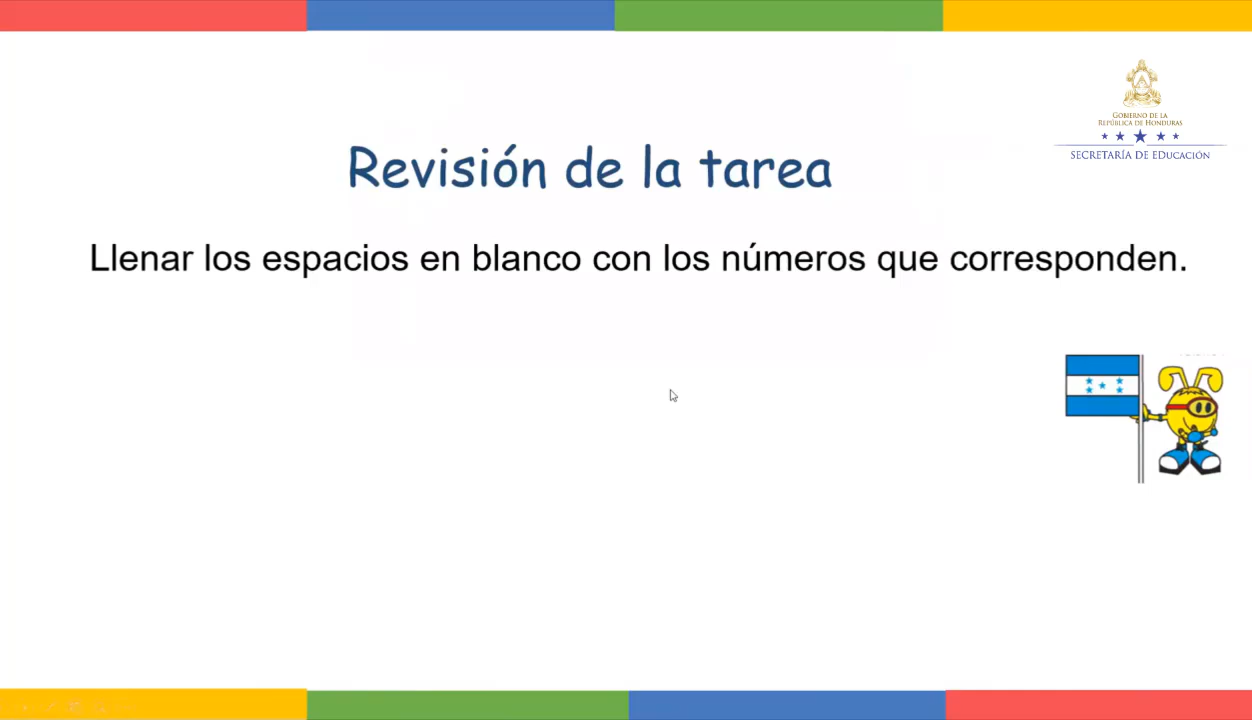 GOBIERNO DE LA
REPÚBLICA DE HONDURAS
SECRETARÍA DE EDUCACIÓN
Revisión de la tarea
Llenar los espacios en blanco con los números que corresponden.